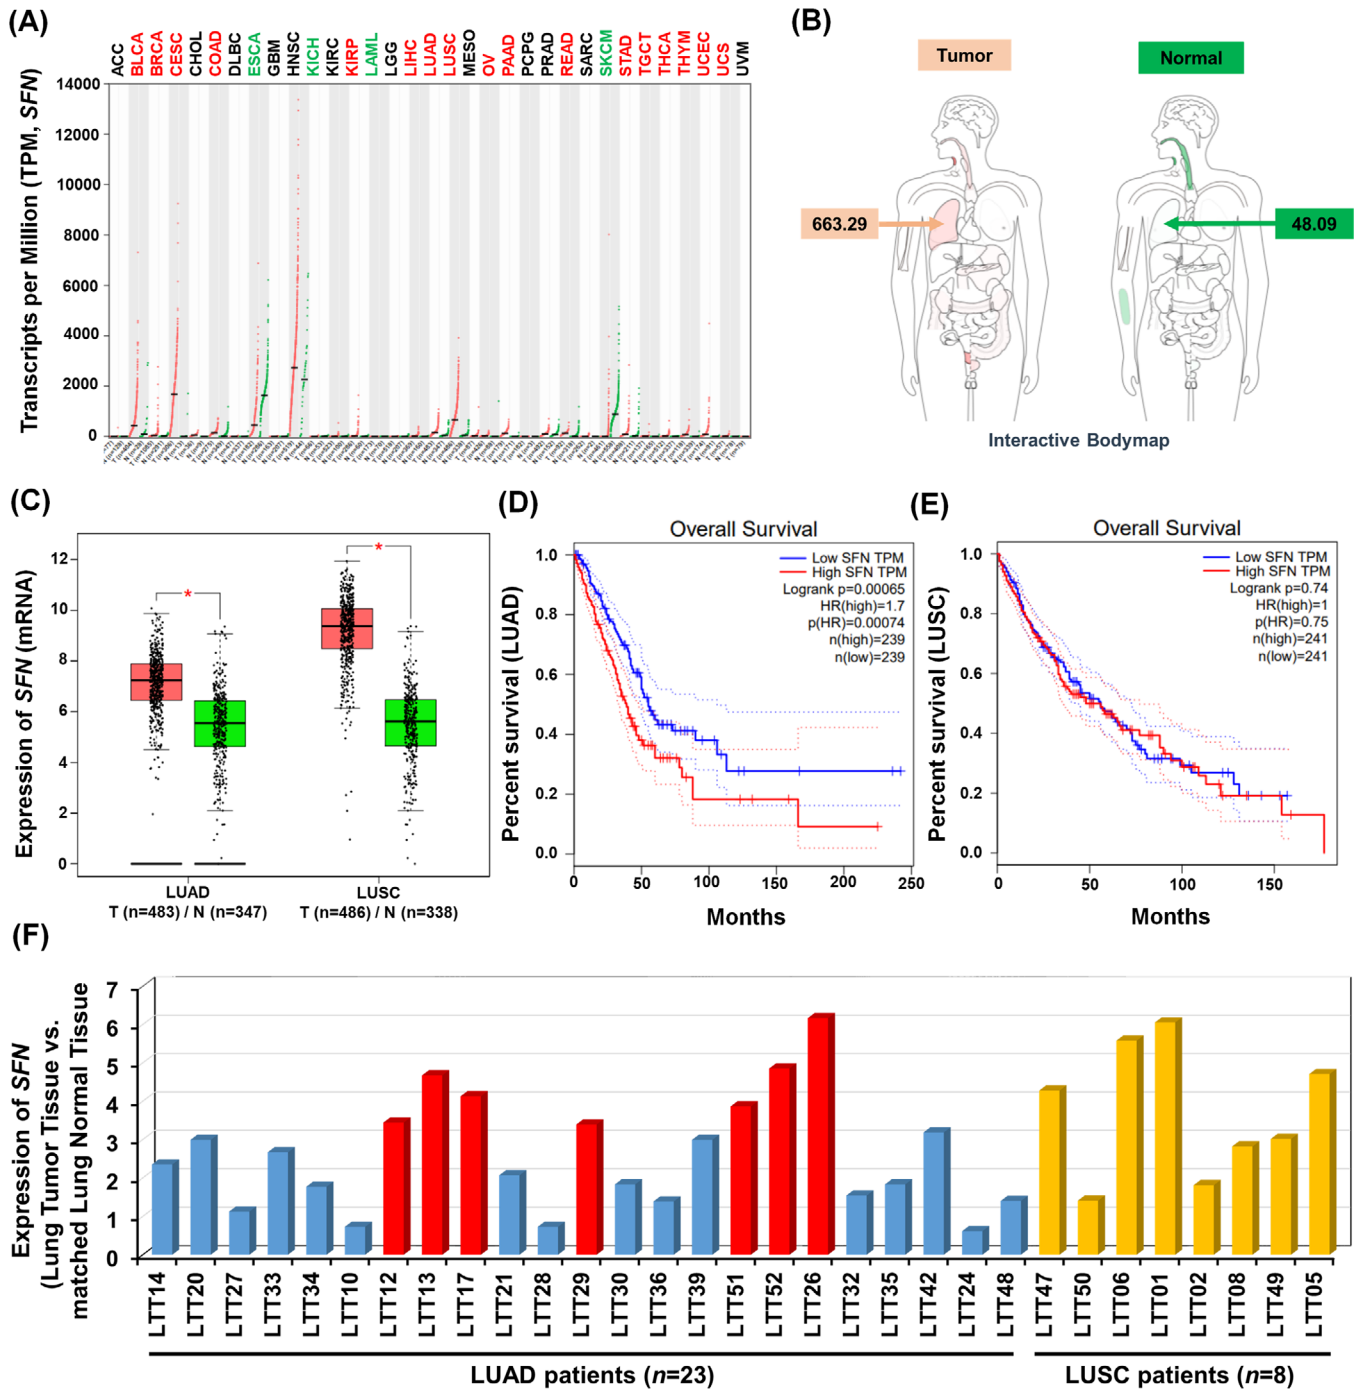 (A)
ACC BLCA BRCA CESC CHOL COAD DLBC ESCA GBM HNSC KICH KIRC KIRP LAML LGG LIHC LUAD LUSC MESO OV PAAD PCPG PRAD READ SARC SKCM STAD TGCT THCA THYM UCEC UCS UVM
Transcripts per Million (TPM, SFN)
14000
12000
10000
8000
6000
4000
2000
0
(B)
Tumor
Normal
663.29
48.09
Interactive Bodymap
(C)
Expression of SFN (mRNA)
12
10
8
6
4
2
0
*
*
LUAD
T (n=483) / N (n=347)
LUSC
T (n=486) / N (n=338)
(D)
Overall Survival
Low SFN TPM
High SFN TPM
Logrank p=0.00065
HR(high)=1.7
p(HR)=0.00074
n(high)=239
n(low)=239
Percent survival (LUAD)
1.0
0.8
0.6
0.4
0.2
0.0
0 50 100 150 200 250
Months
(E)
Overall Survival
Low SFN TPM
High SFN TPM
Logrank p=0.74
HR(high)=1
p(HR)=0.75
n(high)=241
n(low)=241
Percent survival (LUSC)
1.0
0.8
0.6
0.4
0.2
0.0
0 50 100 150
Months
(F)
Expression of SFN
(Lung Tumor Tissue vs.
matched Lung Normal Tissue
7
6
5
4
3
2
1
0
LTT14 LTT20 LTT27 LTT33 LTT34 LTT10 LTT12 LTT13 LTT17 LTT21 LTT28 LTT29 LTT30 LTT36 LTT39 LTT51 LTT52 LTT26 LTT32 LTT35 LTT42 LTT24 LTT48 LTT47 LTT50 LTT06 LTT01 LTT02 LTT08 LTT49 LTT05
LUAD patients (n=23)
LUSC patients (n=8)